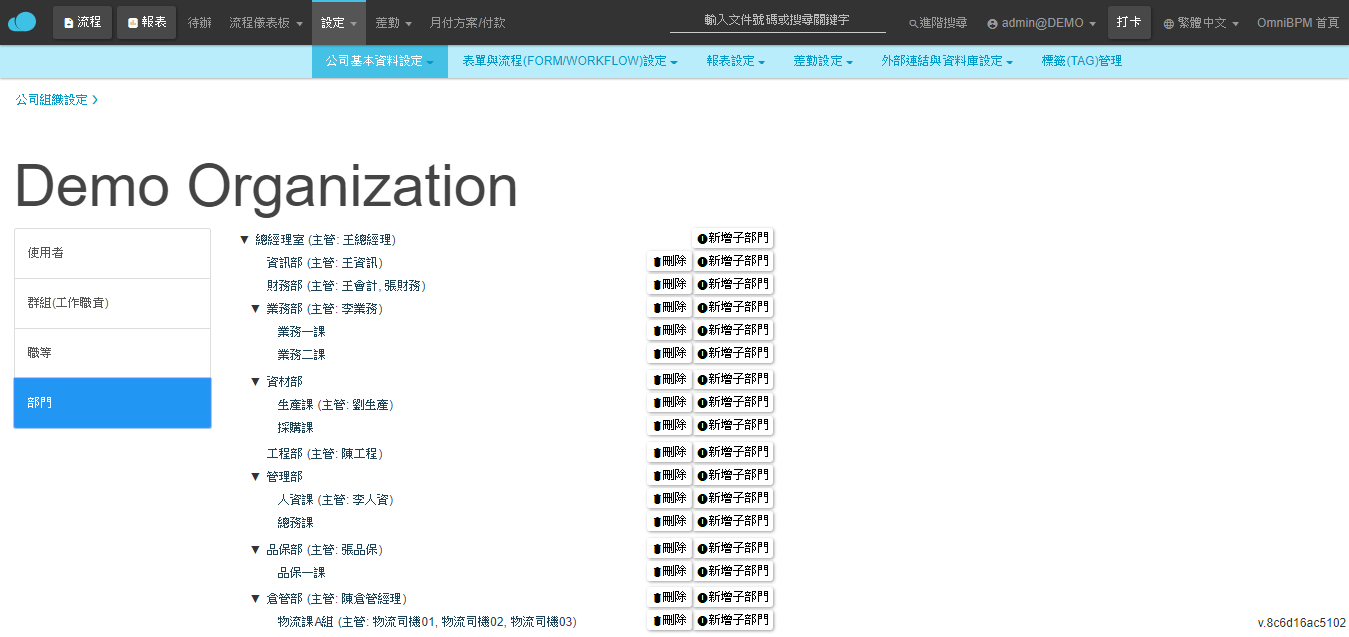 流程 報表 待辦 流程儀表板 設定 差勤 月付方案/付款 輸入文件號碼或搜尋關鍵字 進階搜尋 admin@DEMO 打卡 繁體中文 OmniBPM 首頁
公司基本資料設定 表單與流程(FORM/WORKFLOW)設定 報表設定 差勤設定 外部連結與資料庫設定 標籤(TAG)管理
公司組織設定
Demo Organization
使用者
群組(工作職責)
職等
部門
總經理室 (主管: 王總經理) 新增子部門
資訊部 (主管: 王資訊) 刪除 新增子部門
財務部 (主管: 王會計, 張財務) 刪除 新增子部門
業務部 (主管: 李業務) 刪除 新增子部門
業務一課 刪除 新增子部門
業務二課 刪除 新增子部門
資材部 刪除 新增子部門
生產課 (主管: 劉生產) 刪除 新增子部門
採購課 刪除 新增子部門
工程部 (主管: 陳工程) 刪除 新增子部門
管理部 刪除 新增子部門
人資課 (主管: 李人資) 刪除 新增子部門
總務課 刪除 新增子部門
品保部 (主管: 張品保) 刪除 新增子部門
品保一課 刪除 新增子部門
倉管部 (主管: 陳倉管經理) 刪除 新增子部門
物流課A組 (主管: 物流司機01, 物流司機02, 物流司機03) 刪除 新增子部門
v.8c6d16ac5102